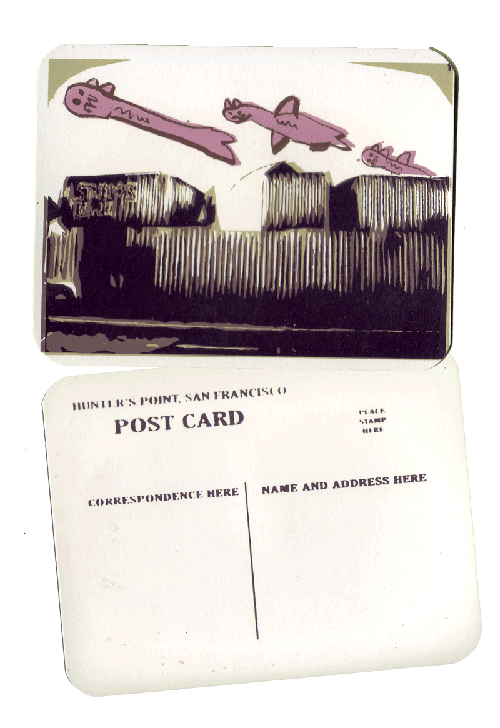 HUNTER'S POINT, SAN FRANCISCO
POST CARD
PLACE
STAMP
HERE
CORRESPONDENCE HERE
NAME AND ADDRESS HERE